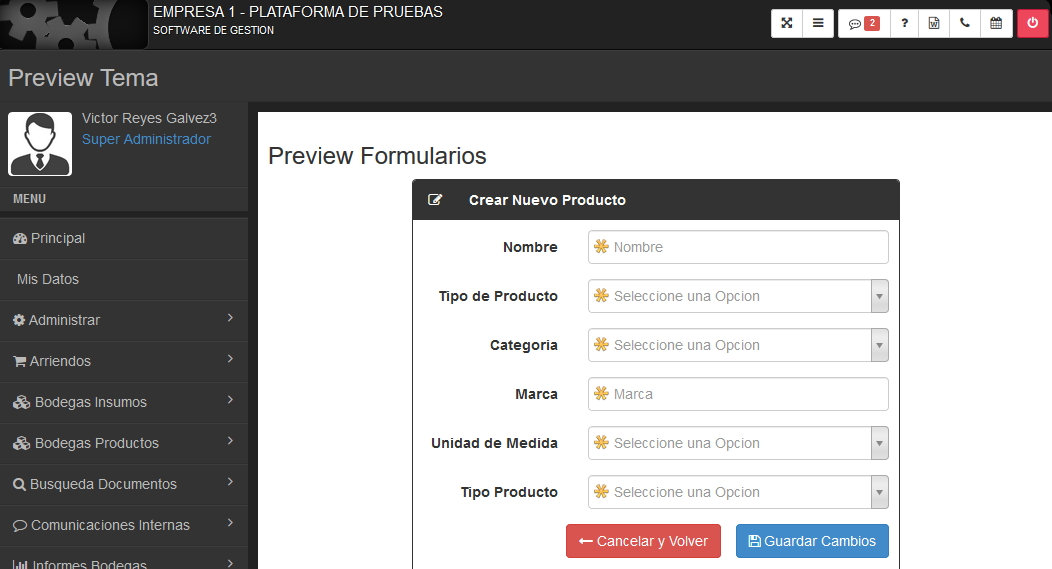 EMPRESA 1 - PLATAFORMA DE PRUEBAS
SOFTWARE DE GESTION
2
?
W
Preview Tema
Victor Reyes Galvez3
Super Administrador
MENU
Principal
Mis Datos
Administrar
Arriendos
Bodegas Insumos
Bodegas Productos
Busqueda Documentos
Comunicaciones Internas
Informes Bodegas
Preview Formularios
Crear Nuevo Producto
Nombre Nombre
Tipo de Producto Seleccione una Opcion
Categoria Seleccione una Opcion
Marca Marca
Unidad de Medida Seleccione una Opcion
Tipo Producto Seleccione una Opcion
Cancelar y Volver Guardar Cambios